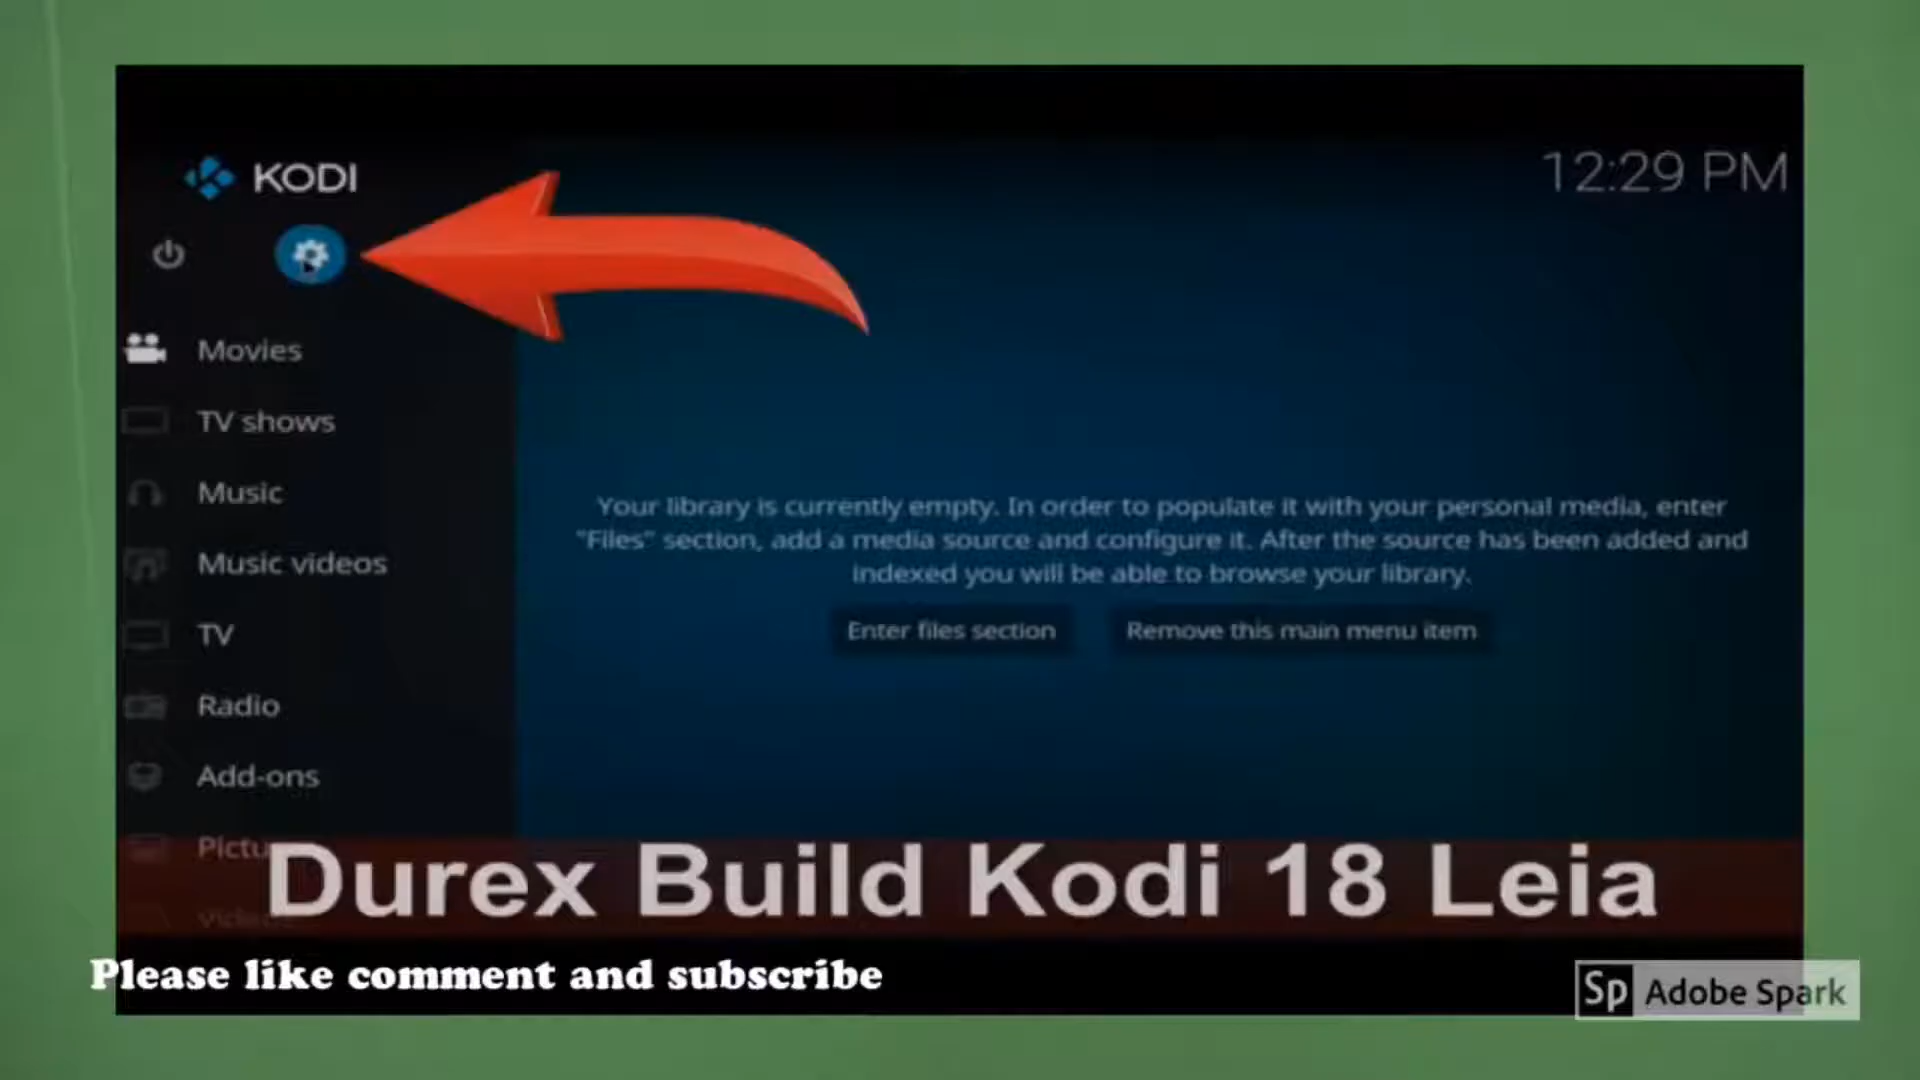 KODI
12:29 PM
Movies
TV shows
Music
Music videos
TV
Radio
Add-ons
Your library is currently empty. In order to populate it with your personal media, enter
"Files" section, add a media source and configure it. After the source has been added and
indexed you will be able to browse your library.
Enter files section
Remove this main menu item
Pictu
Durex Build Kodi 18 Leia
Please like comment and subscribe
Sp Adobe Spark